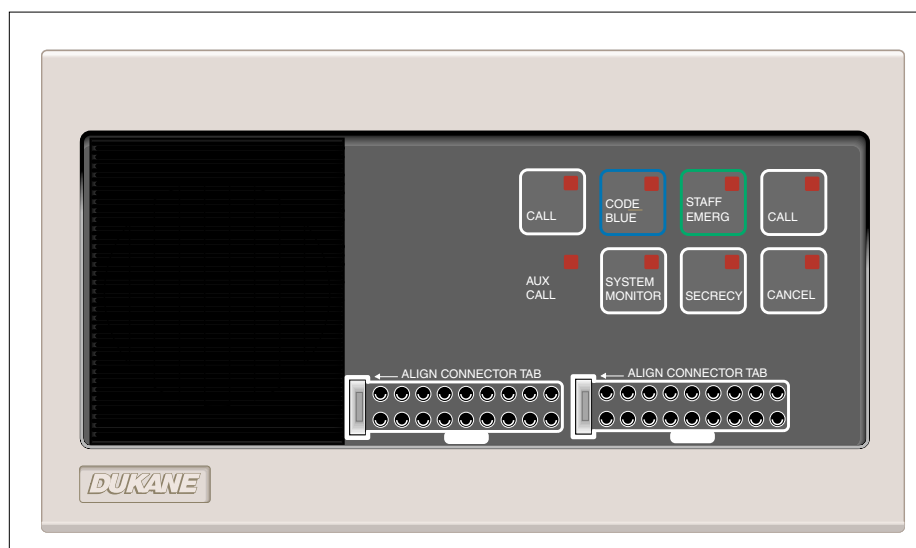 CALL
CODE
BLUE
STAFF
EMERG
CALL
AUX
CALL
SYSTEM
MONITOR
SECRECY
CANCEL
← ALIGN CONNECTOR TAB
← ALIGN CONNECTOR TAB
DUKANE